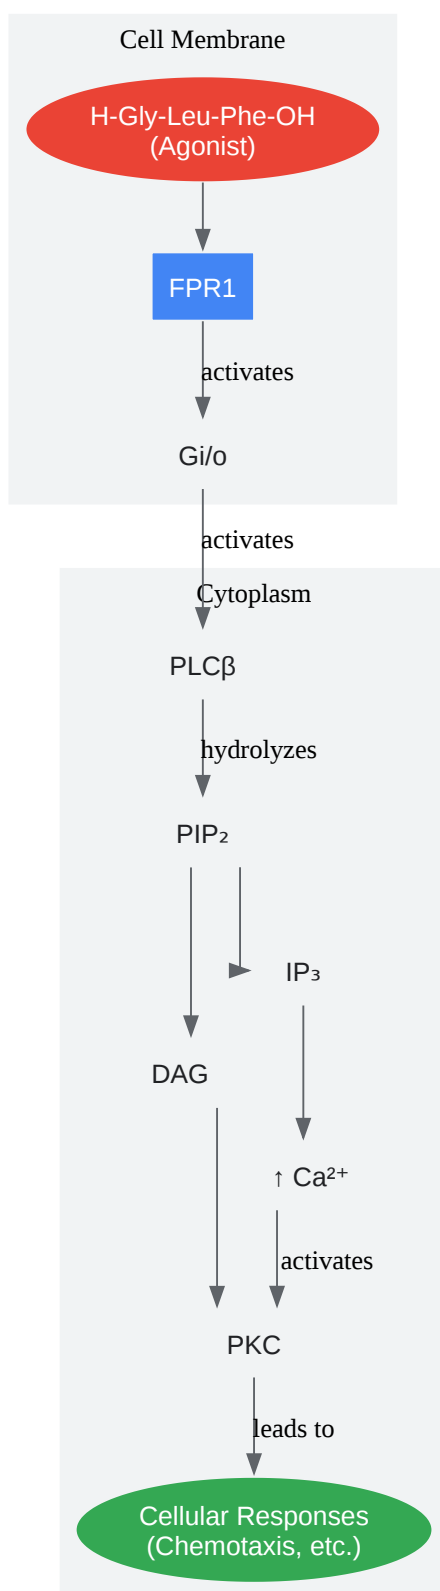 Cell Membrane
H-Gly-Leu-Phe-OH
(Agonist)
FPR1
activates
Gi/o
activates
Cytoplasm
PLCβ
hydrolyzes
PIP₂
IP₃
DAG
↑ Ca²⁺
activates
PKC
leads to
Cellular Responses
(Chemotaxis, etc.)